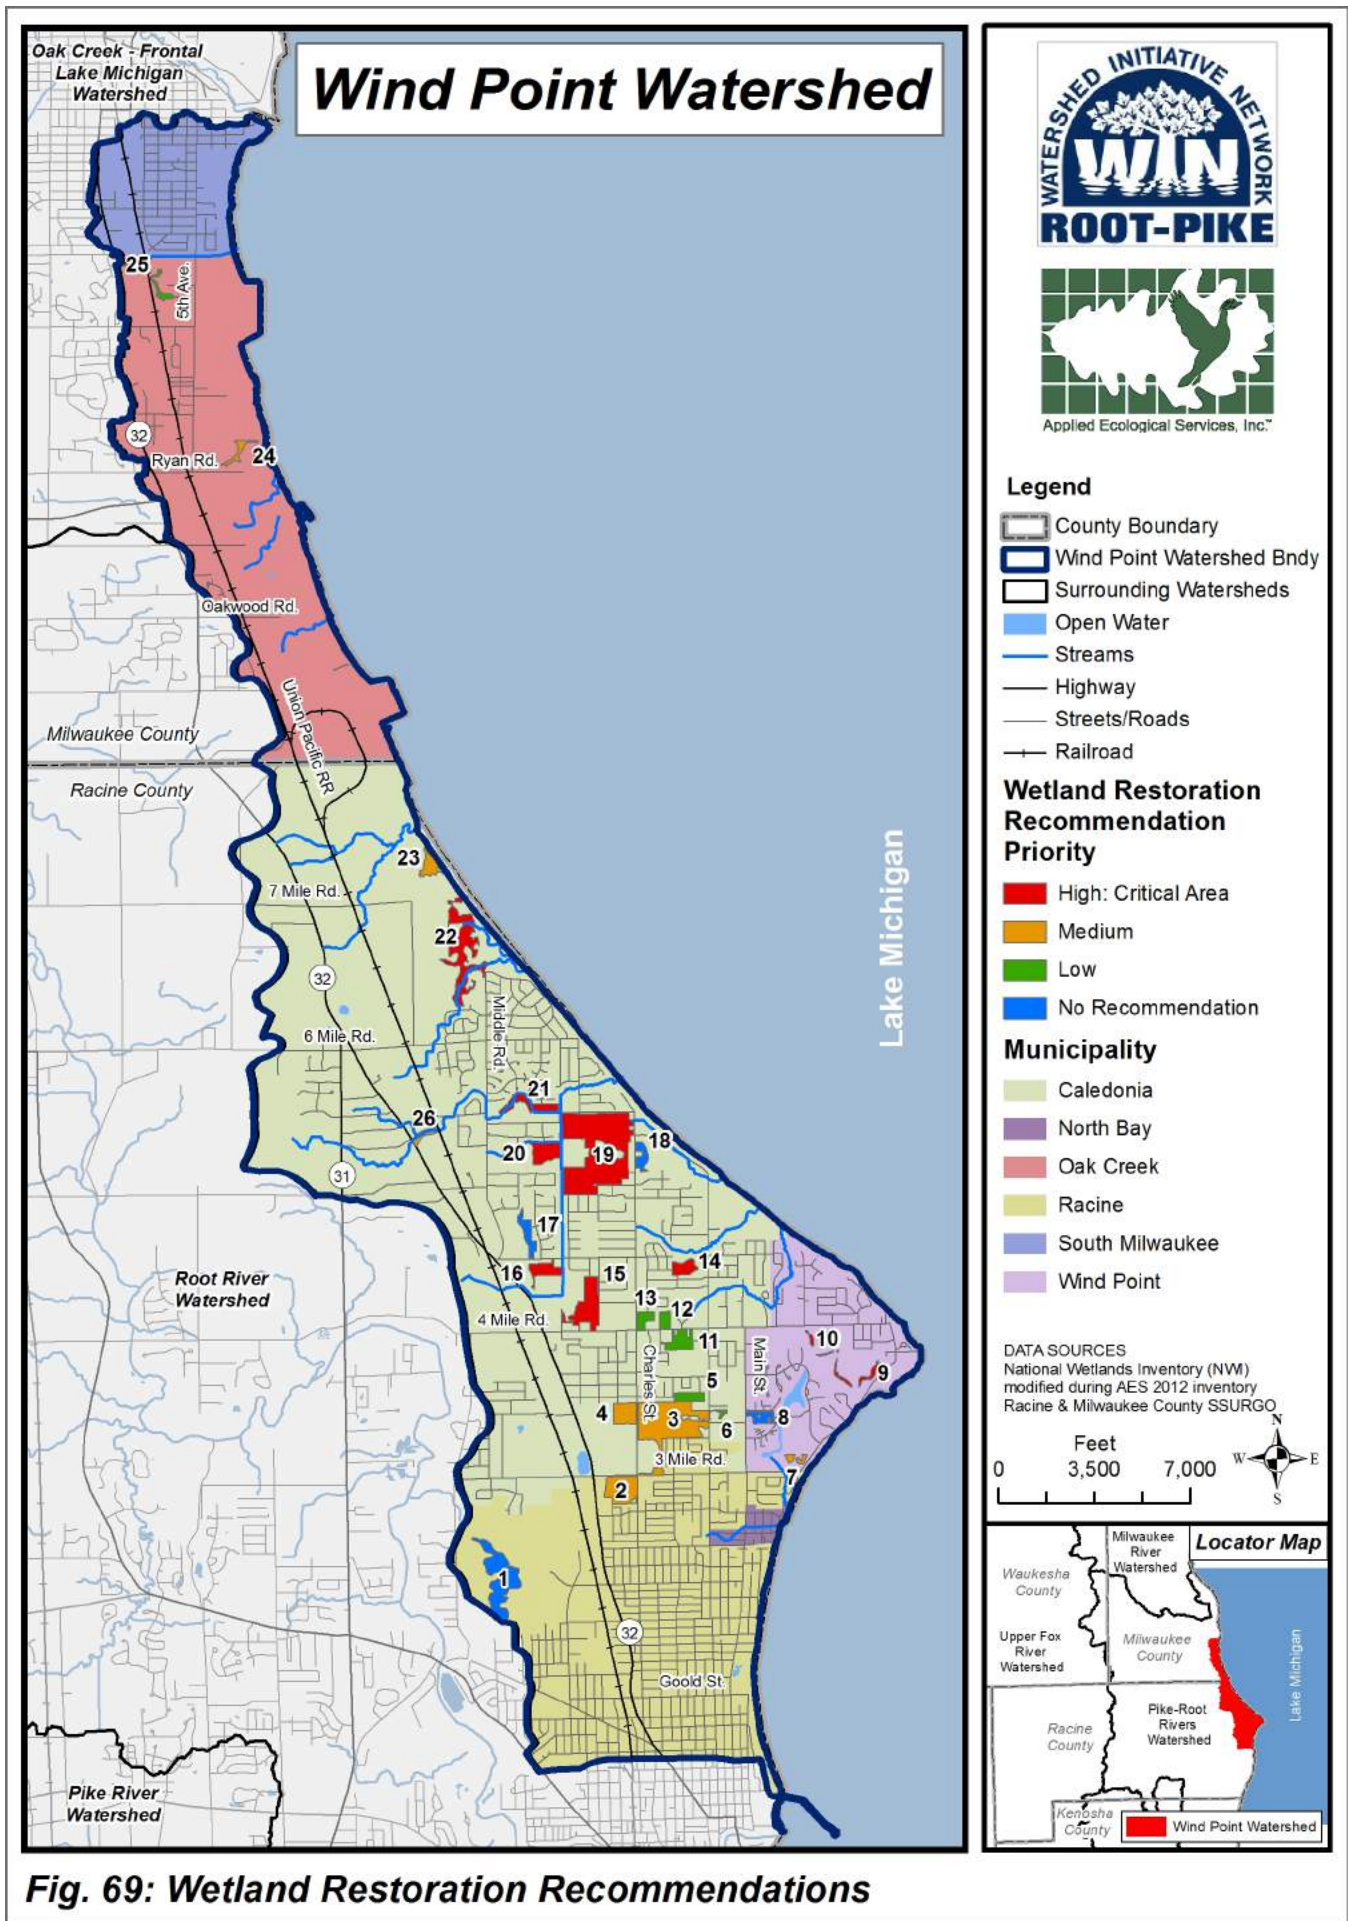 Oak Creek - Frontal
Lake Michigan
Watershed
Wind Point Watershed
25
5th Ave.
32
Ryan Rd.
24
Oakwood Rd.
Union Pacific RR
Milwaukee County
Racine County
23
7 Mile Rd.
22
32
Middle Rd.
6 Mile Rd.
Lake Michigan
21
26
18
20
19
31
17
16
15
14
Root River
Watershed
13
12
4 Mile Rd.
11
10
Charles St.
Main St.
9
5
4
3
6
8
3 Mile Rd.
7
2
1
32
Goold St.
Pike River
Watershed
WATERSHED INITIATIVE NETWORK
WIN
ROOT-PIKE
Applied Ecological Services, Inc.™
Legend
County Boundary
Wind Point Watershed Bndy
Surrounding Watersheds
Open Water
Streams
Highway
Streets/Roads
Railroad
Wetland Restoration
Recommendation
Priority
High: Critical Area
Medium
Low
No Recommendation
Municipality
Caledonia
North Bay
Oak Creek
Racine
South Milwaukee
Wind Point
DATA SOURCES
National Wetlands Inventory (NWI)
modified during AES 2012 inventory
Racine & Milwaukee County SSURGO
Feet
0 3,500 7,000
N
W E
S
Locator Map
Milwaukee
River
Watershed
Waukesha
County
Upper Fox
River
Watershed
Milwaukee
County
Lake Michigan
Pike-Root
Rivers
Watershed
Racine
County
Kenosha
County
Wind Point Watershed
Fig. 69: Wetland Restoration Recommendations